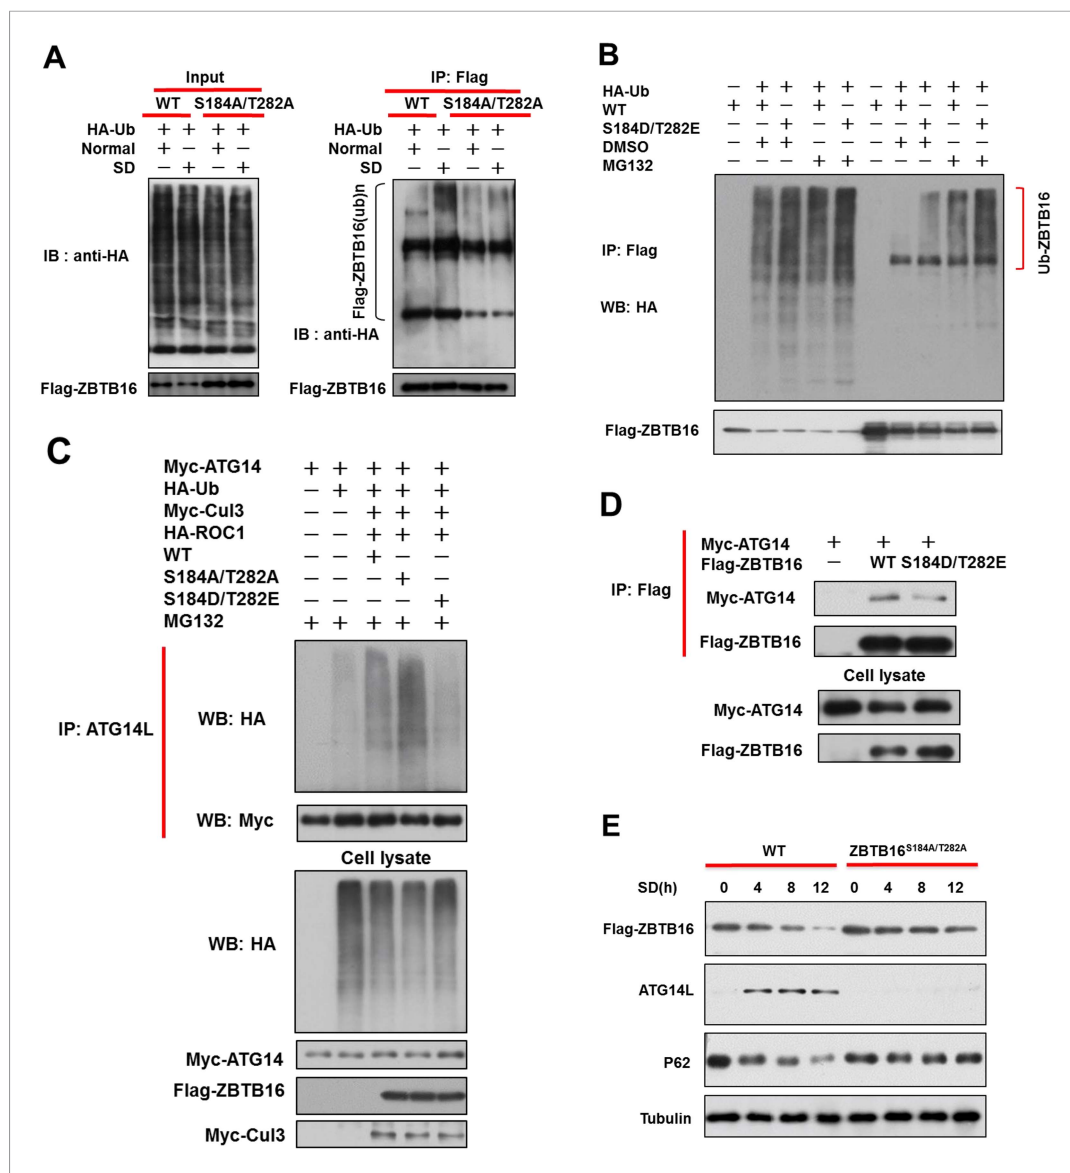 A
Input
WT S184A/T282A
HA-Ub + + + +
Normal + − + −
SD − + − +
IB : anti-HA
Flag-ZBTB16
IP: Flag
WT S184A/T282A
HA-Ub + + + +
Normal + − + −
SD − + − +
Flag-ZBTB16(ub)n
IB : anti-HA
Flag-ZBTB16
B
HA-Ub − + + + + − + + + +
WT + + − + − + + − + −
S184D/T282E − − + − + − − + − +
DMSO − + + − − − + + − −
MG132 − − − + + − − − + +
IP: Flag
WB: HA
Ub-ZBTB16
Flag-ZBTB16
C
Myc-ATG14 + + + + +
HA-Ub − + + + +
Myc-Cul3 − − + + +
HA-ROC1 − − + + +
WT − − + − −
S184A/T282A − − − + −
S184D/T282E − − − − +
MG132 + + + + +
IP: ATG14L
WB: HA
WB: Myc
Cell lysate
WB: HA
Myc-ATG14
Flag-ZBTB16
Myc-Cul3
D
Myc-ATG14 + + +
Flag-ZBTB16 − WT S184D/T282E
IP: Flag
Myc-ATG14
Flag-ZBTB16
Cell lysate
Myc-ATG14
Flag-ZBTB16
E
WT ZBTB16S184A/T282A
SD(h) 0 4 8 12 0 4 8 12
Flag-ZBTB16
ATG14L
P62
Tubulin